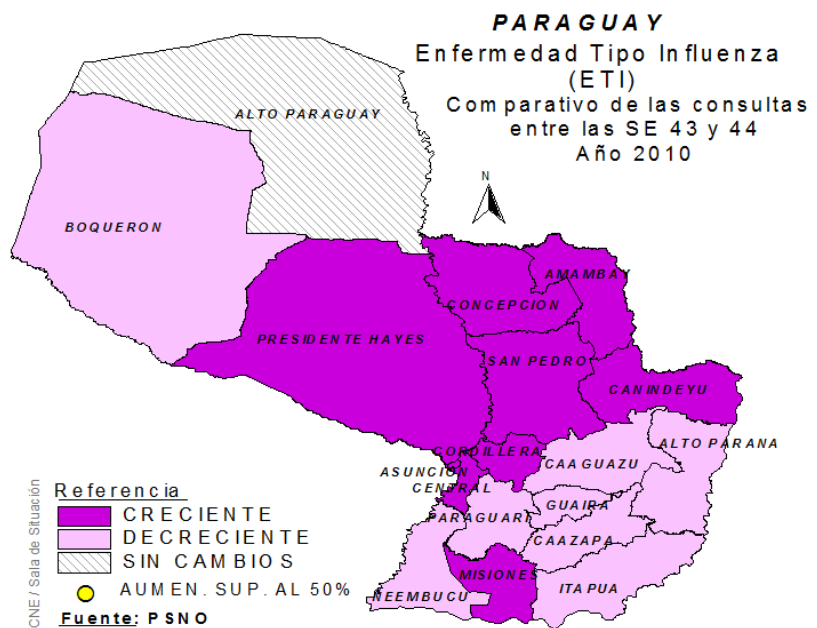 PARAGUAY
Enfermedad Tipo Influenza
(ETI)
Comparativo de las consultas
entre las SE 43 y 44
Año 2010
N
ALTO PARAGUAY
BOQUERON
AMAMBAY
CONCEPCION
PRESIDENTE HAYES
SAN PEDRO
CANINDEYU
ALTO PARANA
CORDILLERA
CAAGUAZU
ASUNCION
CENTRAL
GUAIRA
PARAGUARI
CAAZAPA
MISIONES
ITAPUA
NEEMBUCU
Referencia
CRECIENTE
DECRECIENTE
SIN CAMBIOS
AUMEN. SUP. AL 50%
Fuente: PSNO
CNE / Sala de Situación